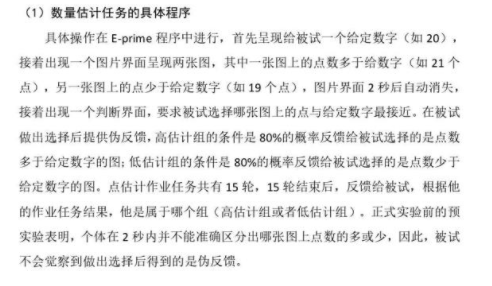 （1）数量估计任务的具体程序
具体操作在 E-prime 程序中进行，首先呈现给被试一个给定数字（如 20），
接着出现一个图片界面呈现两张图，其中一张图上的点数多于给数字（如 21 个
点），另一张图上的点少于给定数字（如 19 个点），图片界面 2 秒后自动消失，
接着出现一个判断界面，要求被试选择哪张图上的点与给定数字最接近。在被试
做出选择后提供伪反馈，高估计组的条件是 80%的概率反馈给被试选择的是点数
多于给定数字的图；低估计组的条件是 80%的概率反馈给被试选择的是点数少于
给定数字的图。点估计作业任务共有 15 轮，15 轮结束后，反馈给被试，根据他
的作业任务结果，他是属于哪个组（高估计组或者低估计组）。正式实验前的预
实验表明，个体在 2 秒内并不能准确区分出哪张图上点数的多或少，因此，被试
不会觉察到做出选择后得到的是伪反馈。